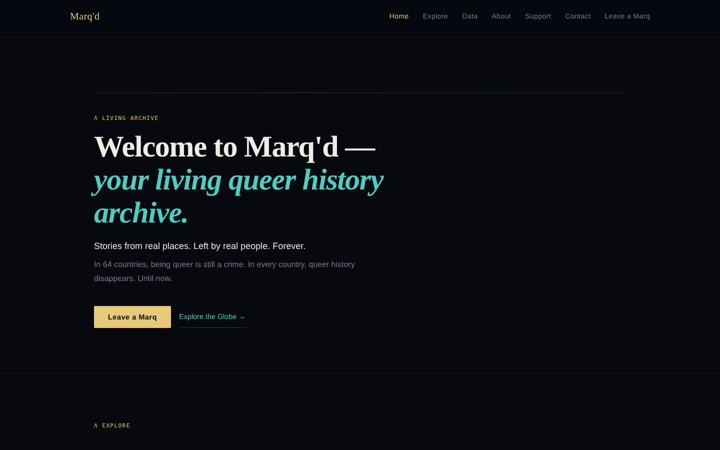 Marq'd
Home Explore Data About Support Contact Leave a Marq
Λ LIVING ARCHIVE
Welcome to Marq'd —
your living queer history
archive.
Stories from real places. Left by real people. Forever.
In 64 countries, being queer is still a crime. In every country, queer history
disappears. Until now.
Leave a Marq Explore the Globe →
Λ EXPLORE